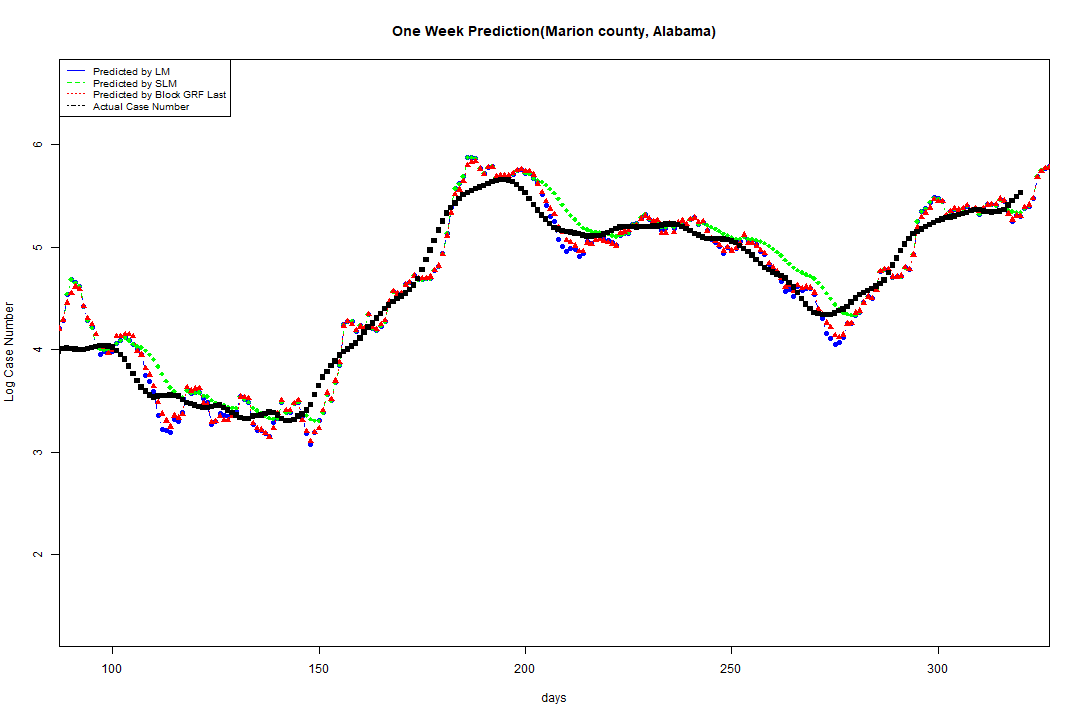 One Week Prediction(Marion county, Alabama)
Predicted by LM
Predicted by SLM
Predicted by Block GRF Last
Actual Case Number
6
5
4
3
2
Log Case Number
100 150 200 250 300
days